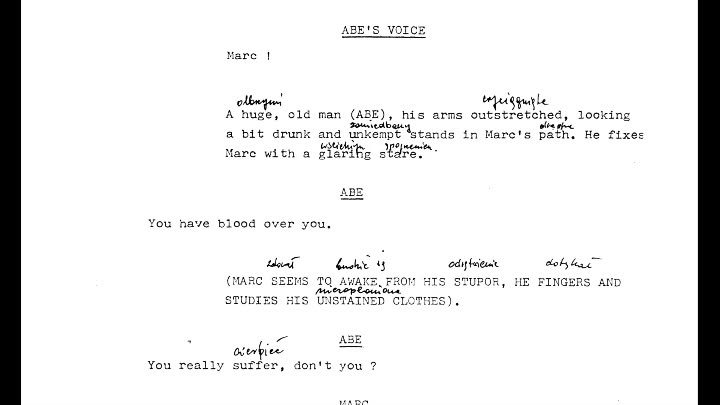 ABE'S VOICE
Marc !
olbrzymi
A huge, old man (ABE), his arms outstretched, looking
zaniedbany
a bit drunk and unkempt stands in Marc's path. He fixes
wściekłym spojrzeniem
Marc with a glaring stare.
ABE
You have blood over you.
zdawać budzić się odrętwienie dotykać
(MARC SEEMS TO AWAKE FROM HIS STUPOR, HE FINGERS AND
STUDIES HIS UNSTAINED CLOTHES).
ABE
cierpieć
You really suffer, don't you ?
MARC